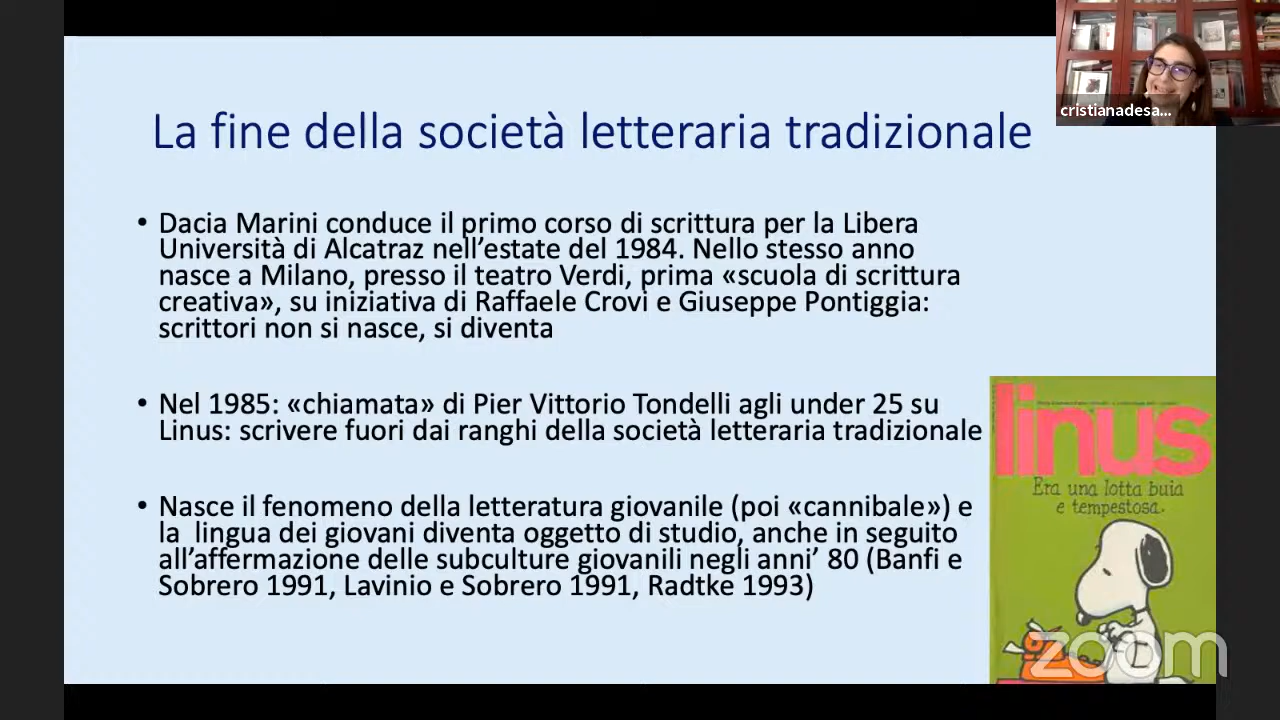 cristianadesa...
La fine della società letteraria tradizionale
• Dacia Marini conduce il primo corso di scrittura per la Libera
Università di Alcatraz nell’estate del 1984. Nello stesso anno
nasce a Milano, presso il teatro Verdi, prima «scuola di scrittura
creativa», su iniziativa di Raffaele Crovi e Giuseppe Pontiggia:
scrittori non si nasce, si diventa
• Nel 1985: «chiamata» di Pier Vittorio Tondelli agli under 25 su
Linus: scrivere fuori dai ranghi della società letteraria tradizionale
• Nasce il fenomeno della letteratura giovanile (poi «cannibale») e
la  lingua dei giovani diventa oggetto di studio, anche in seguito
all’affermazione delle subculture giovanili negli anni’ 80 (Banfi e
Sobrero 1991, Lavinio e Sobrero 1991, Radtke 1993)
linus
Era una lotta buia
e tempestosa.
zoom